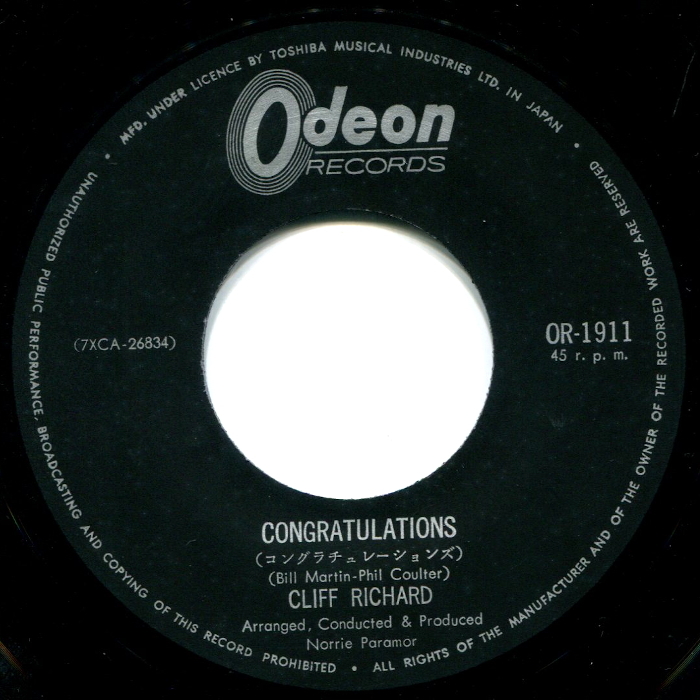 MFD. UNDER LICENCE BY TOSHIBA MUSICAL INDUSTRIES LTD. IN JAPAN
Odeon
RECORDS
(7XCA-26834)
OR-1911
45 r. p. m.
CONGRATULATIONS
(コングラチュレーションズ)
(Bill Martin-Phil Coulter)
CLIFF RICHARD
Arranged, Conducted & Produced
Norrie Paramor
UNAUTHORIZED PUBLIC PERFORMANCE, BROADCASTING AND COPYING OF THIS RECORD PROHIBITED • ALL RIGHTS OF THE MANUFACTURER AND OF THE OWNER OF THE RECORDED WORK ARE RESERVED